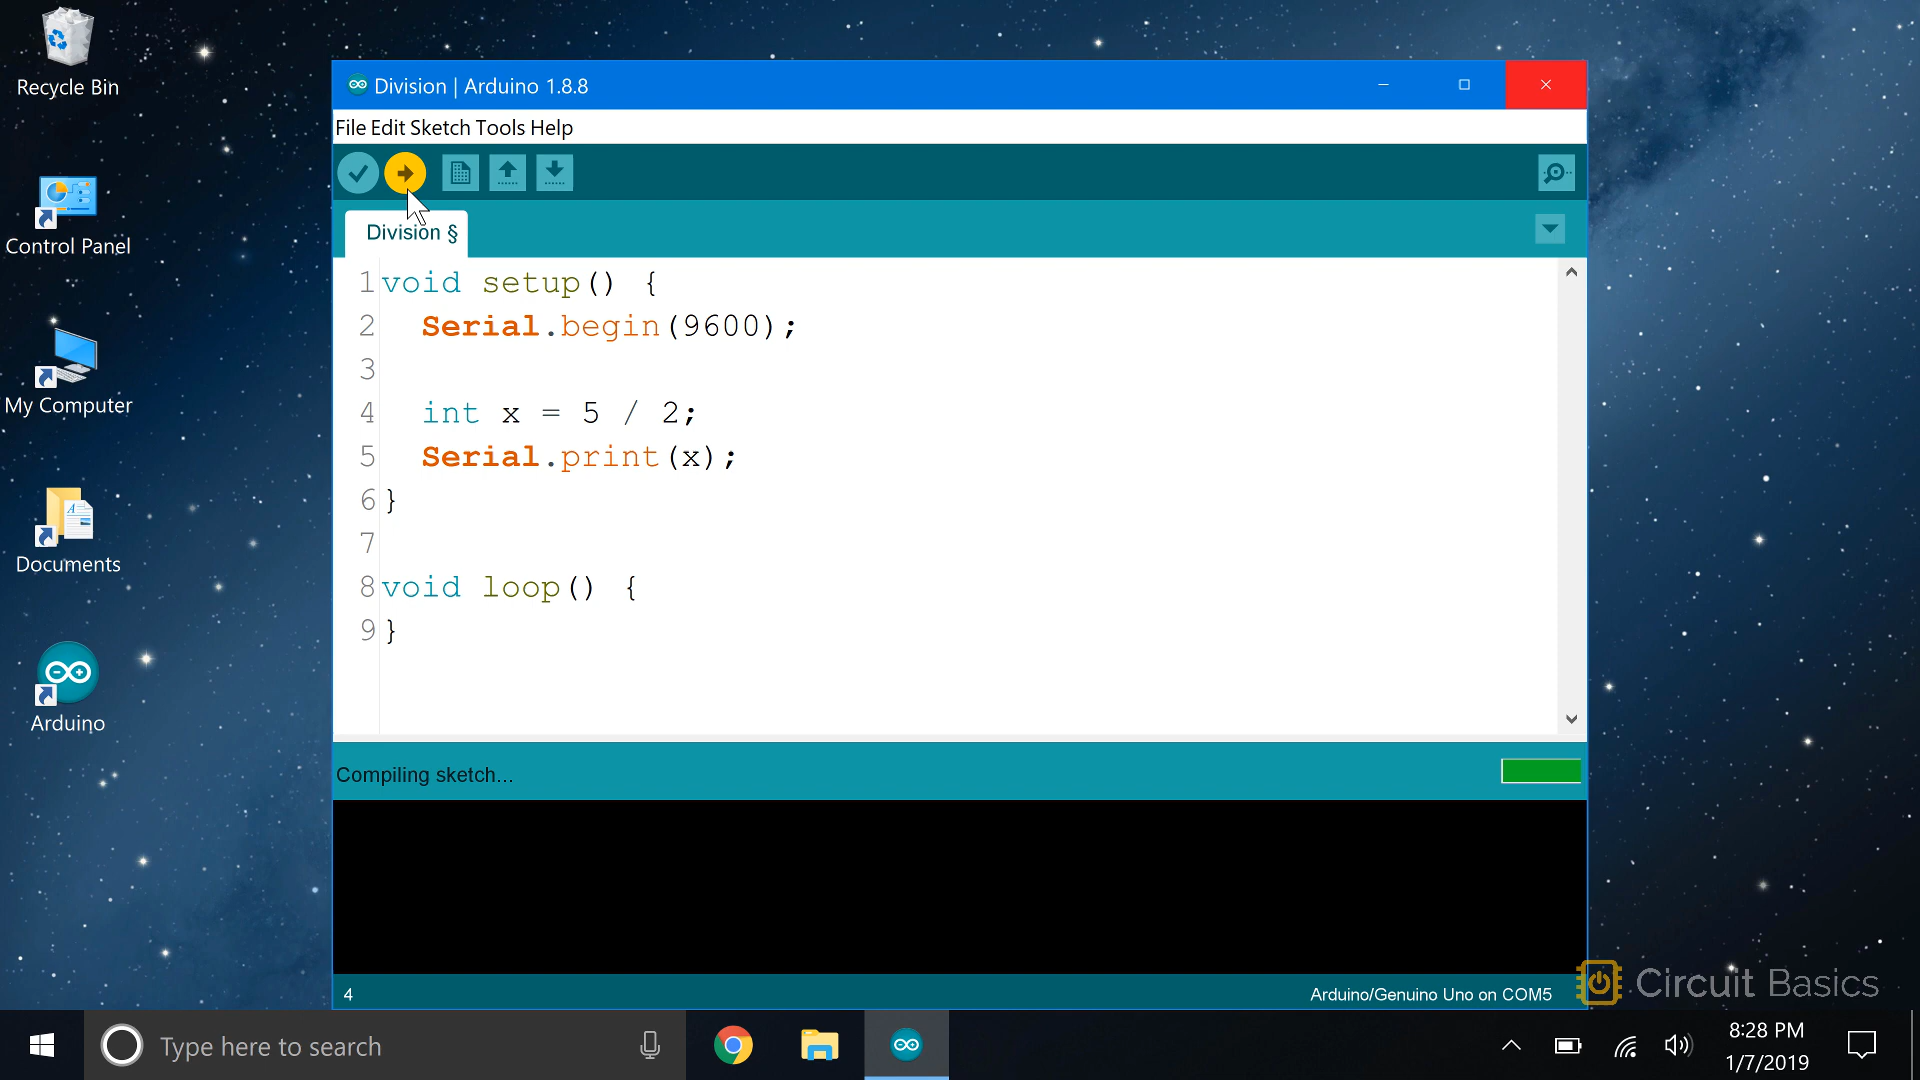 Recycle Bin
Control Panel
My Computer
Documents
Arduino
Division | Arduino 1.8.8
File Edit Sketch Tools Help
Division §
1 void setup() {
2   Serial.begin(9600);
3
4   int x = 5 / 2;
5   Serial.print(x);
6 }
7
8 void loop() {
9 }
Compiling sketch...
4
Arduino/Genuino Uno on COM5
Circuit Basics
Type here to search
8:28 PM
1/7/2019